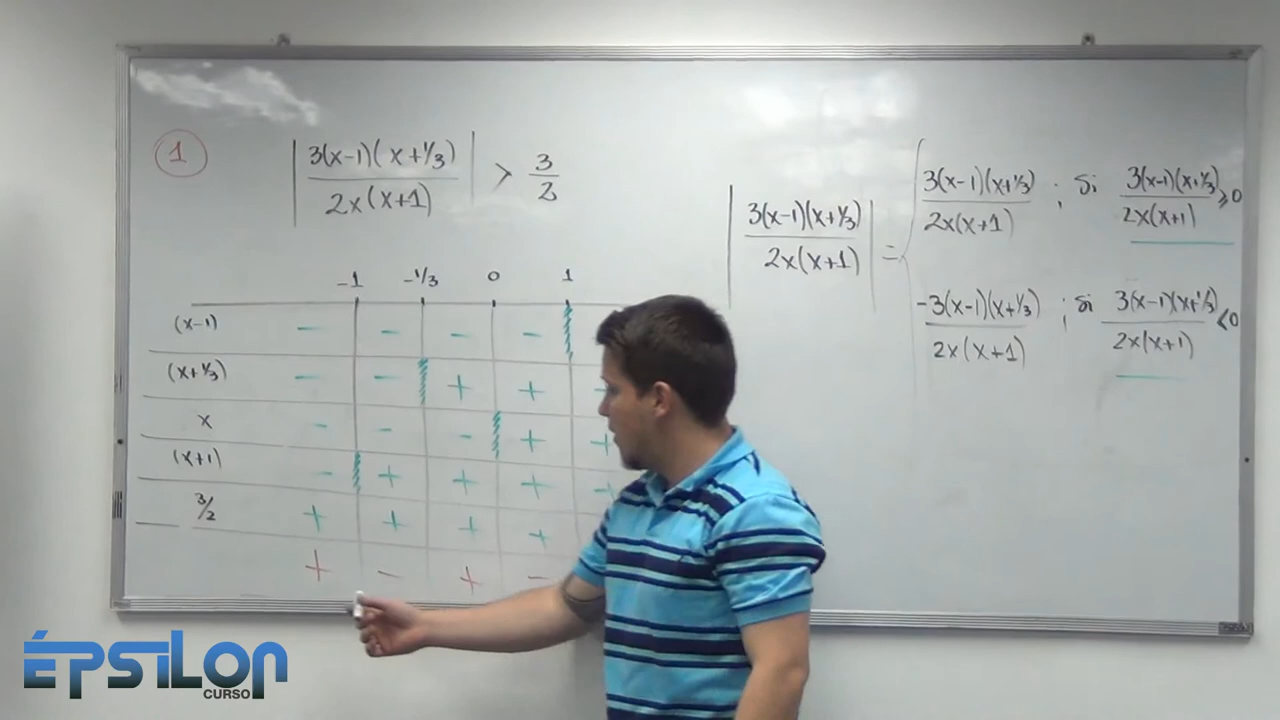 1
| 3(x-1)(x+1/3) / 2x(x+1) | > 3/2
-1 -1/3 0 1
(x-1) - - - -
(x+1/3) - - + +
x - - - + +
(x+1) - + + + +
3/2 + + + +
+ - + -
| 3(x-1)(x+1/3) / 2x(x+1) | =
3(x-1)(x+1/3) / 2x(x+1) ; Si 3(x-1)(x+1/3) / 2x(x+1) ≥0
-3(x-1)(x+1/3) / 2x(x+1) ; Si 3(x-1)(x+1/3) / 2x(x+1) <0
ÉPSILON
CURSO